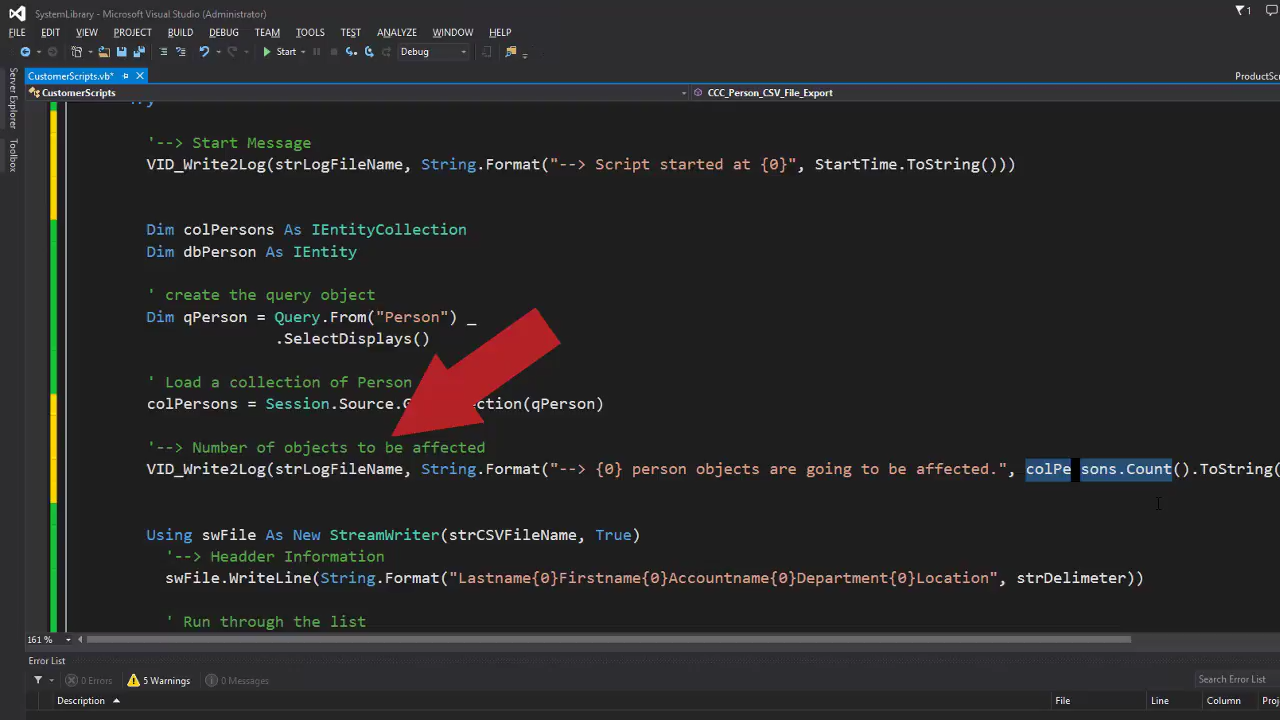 SystemLibrary - Microsoft Visual Studio (Administrator)
1
FILE EDIT VIEW PROJECT BUILD DEBUG TEAM TOOLS TEST ANALYZE WINDOW HELP
Start Debug
CustomerScripts.vb* ProductScr
CustomerScripts CCC_Person_CSV_File_Export
Server Explorer
Toolbox
'--> Start Message
VID_Write2Log(strLogFileName, String.Format("--> Script started at {0}", StartTime.ToString()))
Dim colPersons As IEntityCollection
Dim dbPerson As IEntity
' create the query object
Dim qPerson = Query.From("Person") _
.SelectDisplays()
' Load a collection of Person
colPersons = Session.Source.G ection(qPerson)
'--> Number of objects to be affected
VID_Write2Log(strLogFileName, String.Format("--> {0} person objects are going to be affected.", colPe sons.Count().ToString(
Using swFile As New StreamWriter(strCSVFileName, True)
'--> Headder Information
swFile.WriteLine(String.Format("Lastname{0}Firstname{0}Accountname{0}Department{0}Location", strDelimeter))
' Run through the list
161 %
Error List
0 Errors 5 Warnings 0 Messages Search Error List
Description File Line Column Proj